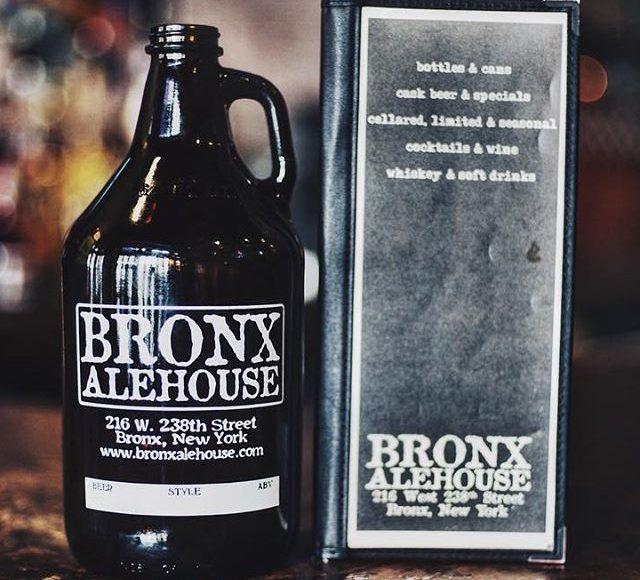 BRONX
ALEHOUSE
216 W. 238th Street
Bronx, New York
www.bronxalehouse.com
BEER STYLE ABV
bottles & cans
cask beer & specials
cellared, limited & seasonal
cocktails & wine
whiskey & soft drinks
BRONX
ALEHOUSE
216 West 238th Street
Bronx, New York